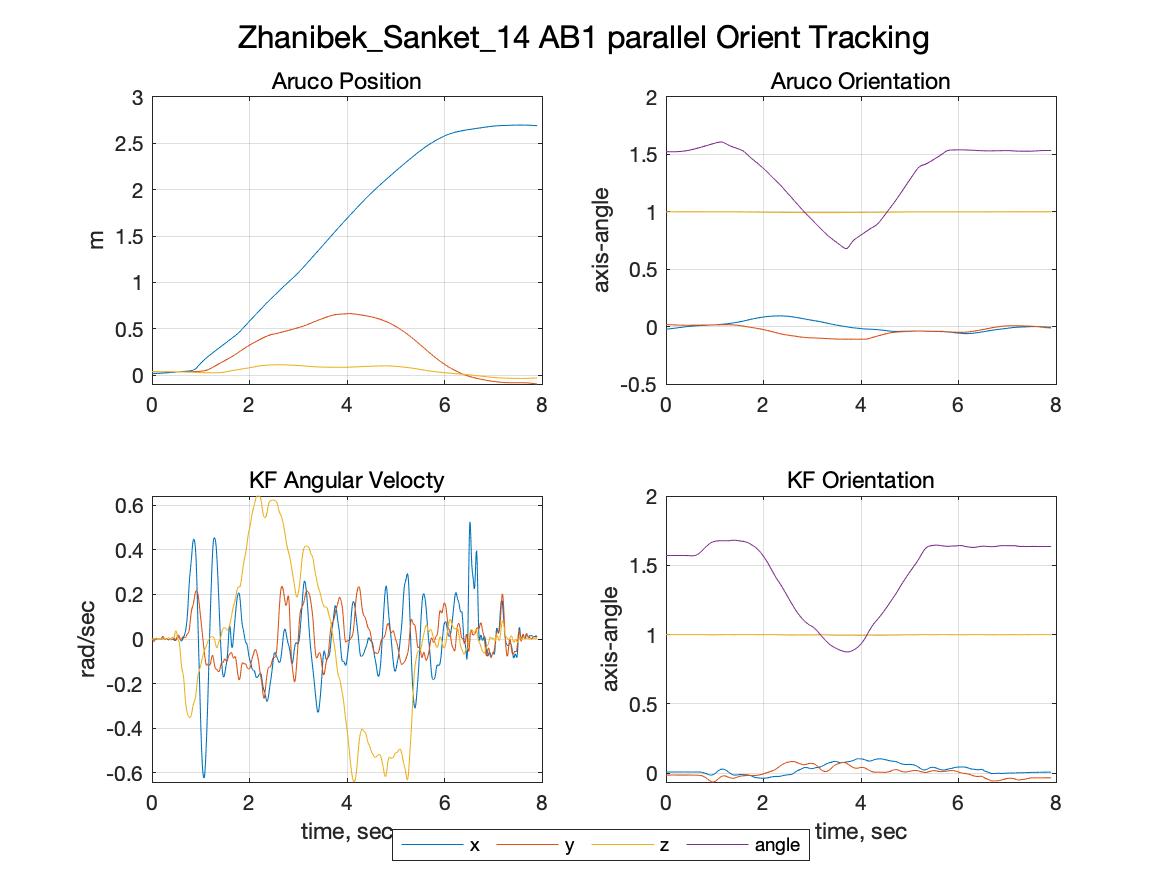 Zhanibek_Sanket_14 AB1 parallel Orient Tracking
Aruco Position
3
2.5
2
1.5
1
0.5
0
m
0 2 4 6 8
Aruco Orientation
2
1.5
1
0.5
0
-0.5
axis-angle
0 2 4 6 8
KF Angular Velocty
0.6
0.4
0.2
0
-0.2
-0.4
-0.6
rad/sec
0 2 4 6 8
time, sec
KF Orientation
2
1.5
1
0.5
0
axis-angle
0 2 4 6 8
time, sec
x y z angle